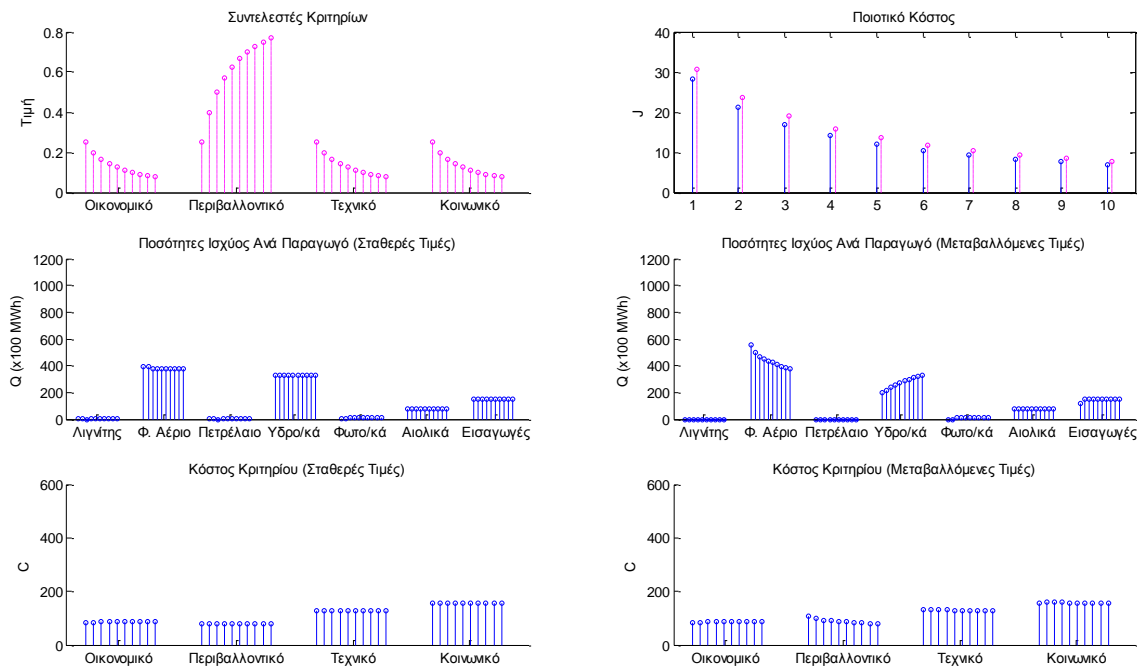 Συντελεστές Κριτηρίων
0.8
0.6
0.4
0.2
0
Τιμή
Οικονομικό Περιβαλλοντικό Τεχνικό Κοινωνικό
Ποιοτικό Κόστος
40
30
20
10
0
J
1 2 3 4 5 6 7 8 9 10
Ποσότητες Ισχύος Ανά Παραγωγό (Σταθερές Τιμές)
1200
1000
800
600
400
200
0
Q (x100 MWh)
Λιγνίτης Φ. Αέριο Πετρέλαιο Υδρο/κά Φωτο/κά Αιολικά Εισαγωγές
Ποσότητες Ισχύος Ανά Παραγωγό (Μεταβαλλόμενες Τιμές)
1200
1000
800
600
400
200
0
Q (x100 MWh)
Λιγνίτης Φ. Αέριο Πετρέλαιο Υδρο/κά Φωτο/κά Αιολικά Εισαγωγές
Κόστος Κριτηρίου (Σταθερές Τιμές)
600
400
200
0
C
Οικονομικό Περιβαλλοντικό Τεχνικό Κοινωνικό
Κόστος Κριτηρίου (Μεταβαλλόμενες Τιμές)
600
400
200
0
C
Οικονομικό Περιβαλλοντικό Τεχνικό Κοινωνικό